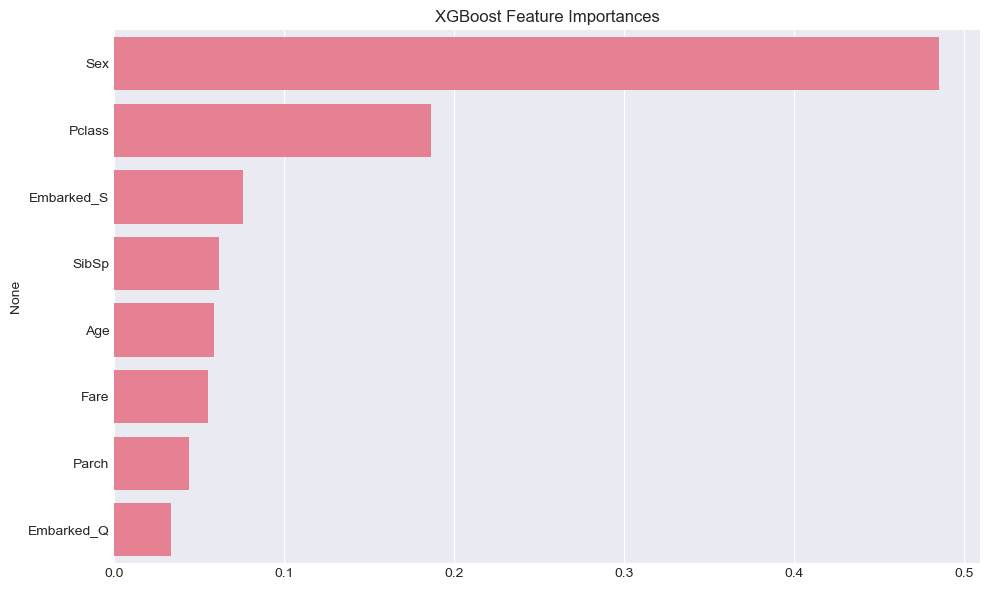 XGBoost Feature Importances
Sex
Pclass
Embarked_S
SibSp
Age
Fare
Parch
Embarked_Q
None
0.0 0.1 0.2 0.3 0.4 0.5